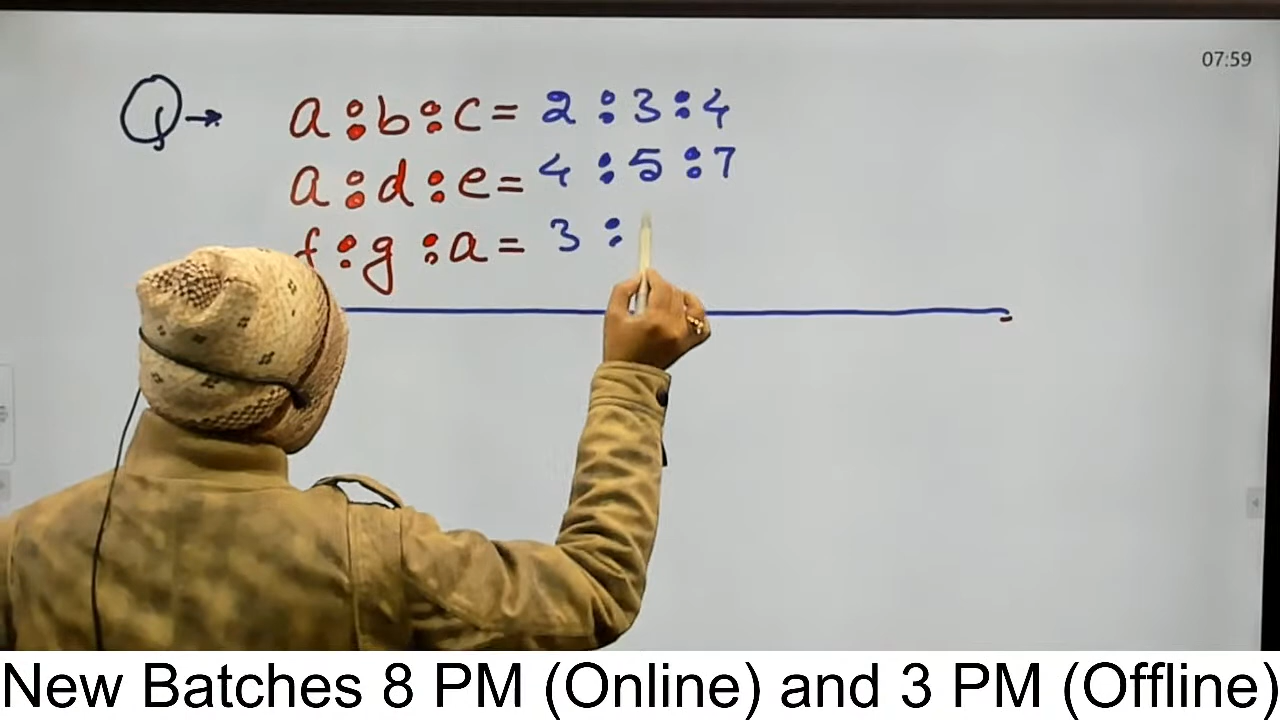 07:59
Q→ a:b:c = 2:3:4
a:d:e = 4:5:7
f:g:a = 3:
New Batches 8 PM (Online) and 3 PM (Offline)